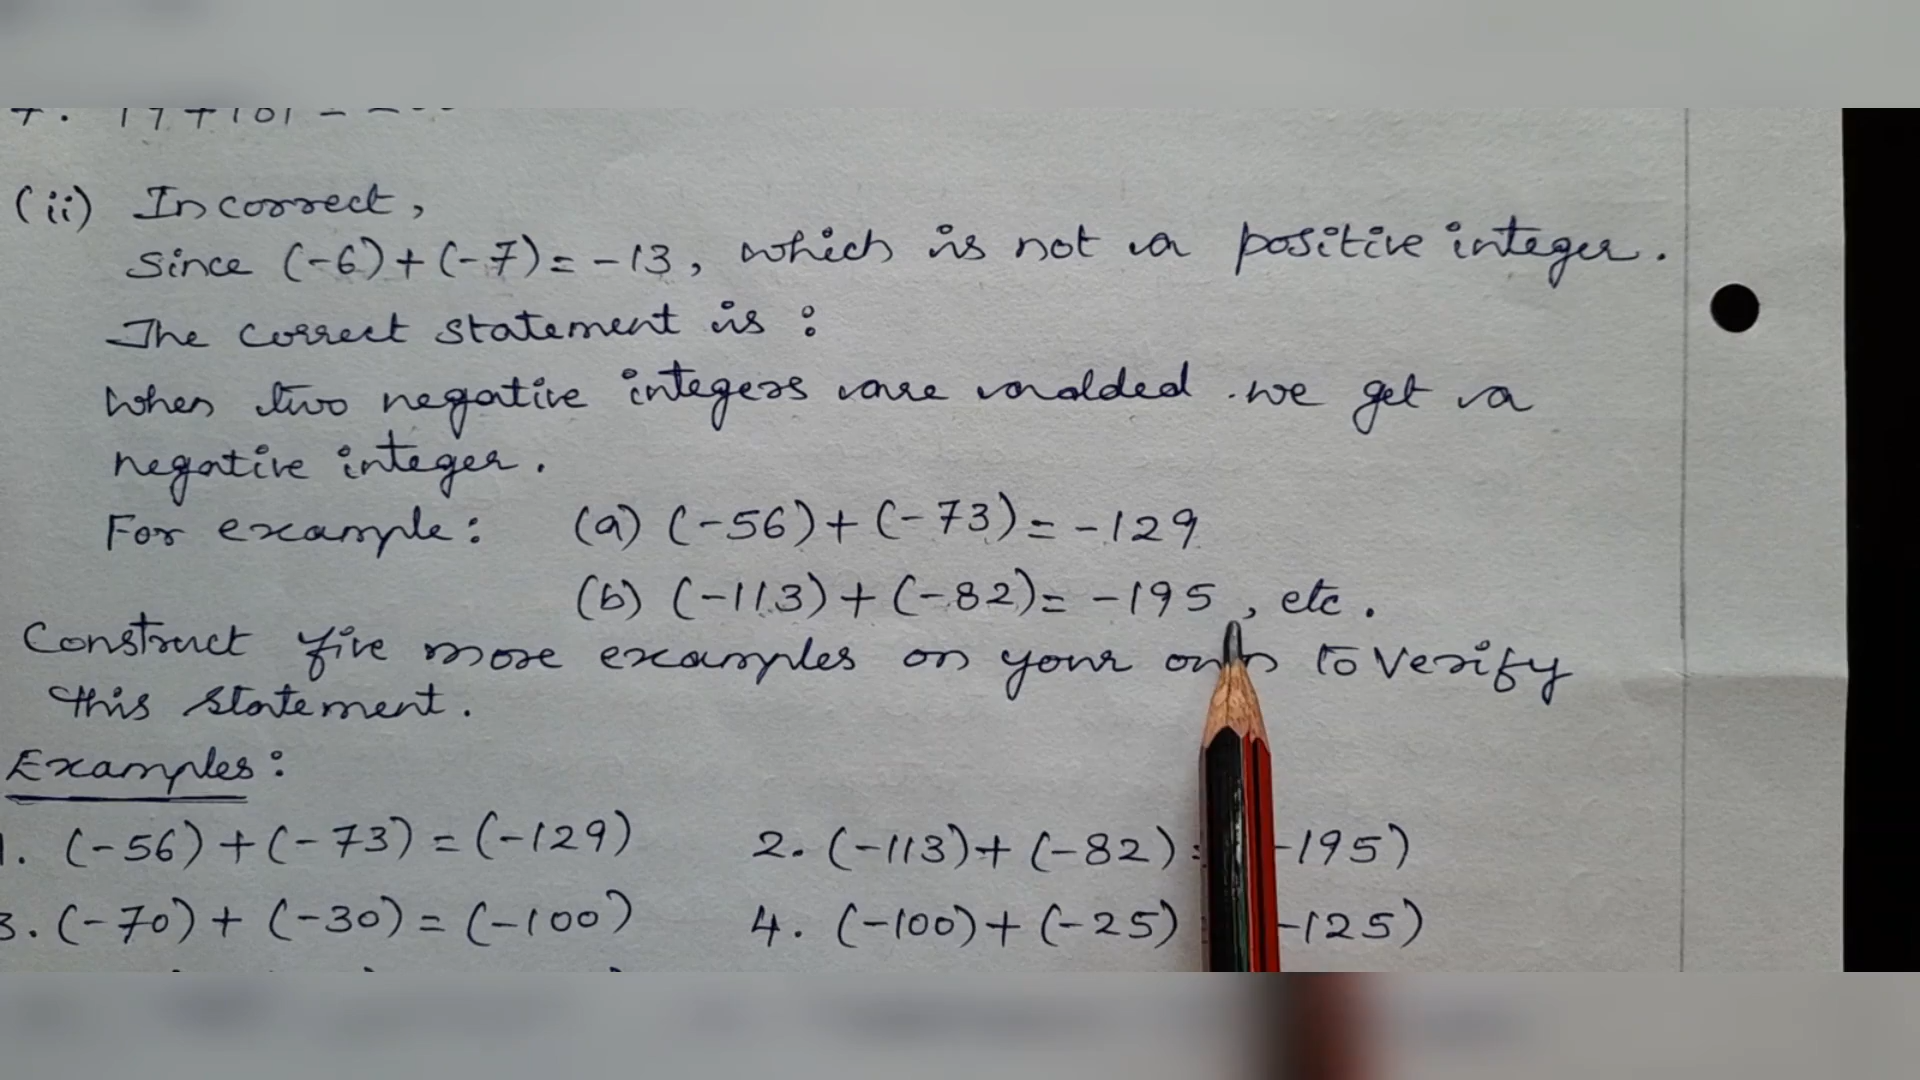 (ii) Incorrect,
Since (-6)+(-7)= -13, which is not a positive integer.
The correct statement is :
When two negative integers are added we get a
negative integer.
For example: (a) (-56)+(-73)= -129
(b) (-113)+(-82)= -195, etc.
Construct five more examples on your own to verify
this statement.
Examples:
1. (-56)+(-73)=(-129) 2. (-113)+(-82) -195)
3. (-70)+(-30)=(-100) 4. (-100)+(-25) -125)